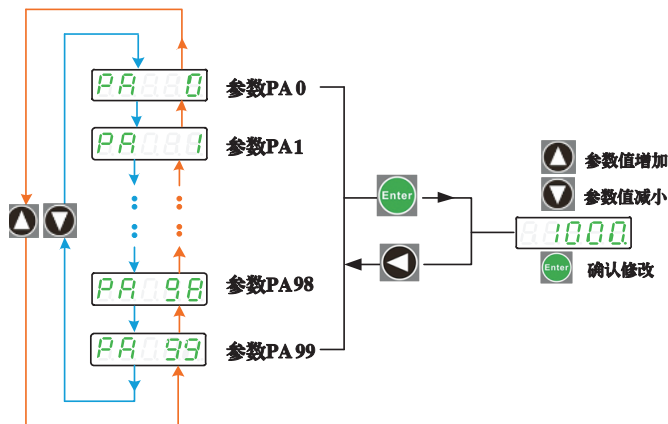 PA 0 参数PA 0
PA 1 参数PA1
Enter
参数值增加
参数值减小
1000.
Enter 确认修改
PA 98 参数PA98
PA 99 参数PA 99